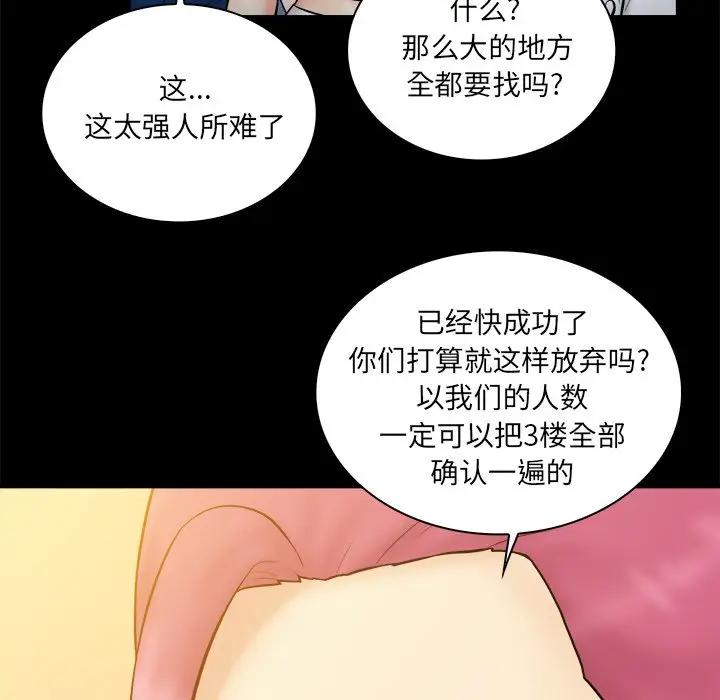 什么?
那么大的地方
全都要找吗?
这...
这太强人所难了
已经快成功了
你们打算就这样放弃吗?
以我们的人数
一定可以把3楼全部
确认一遍的